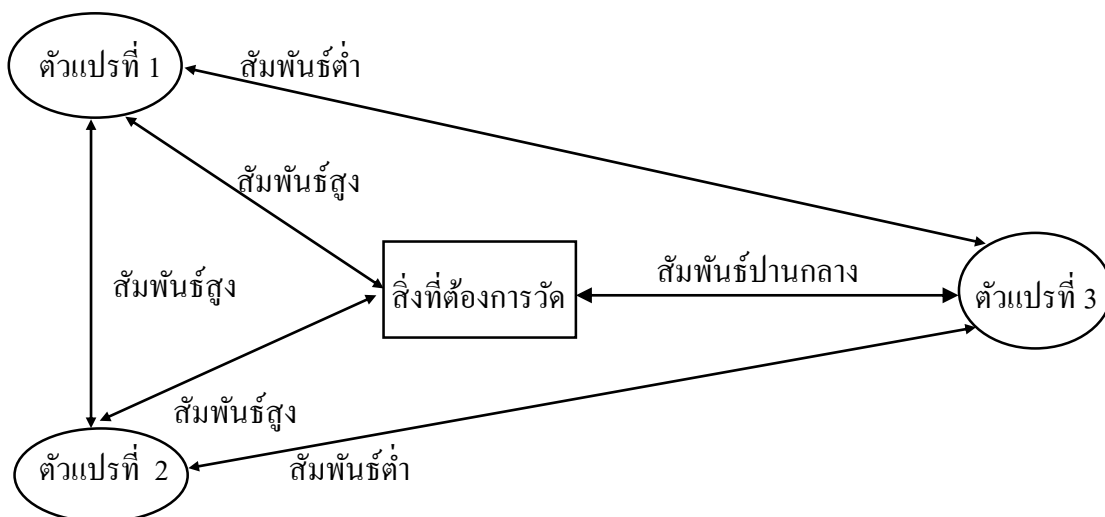 ตัวแปรที่ 1
สัมพันธ์ต่ำ
สัมพันธ์สูง
สัมพันธ์สูง
สิ่งที่ต้องการวัด
สัมพันธ์ปานกลาง
ตัวแปรที่ 3
สัมพันธ์สูง
ตัวแปรที่ 2
สัมพันธ์ต่ำ